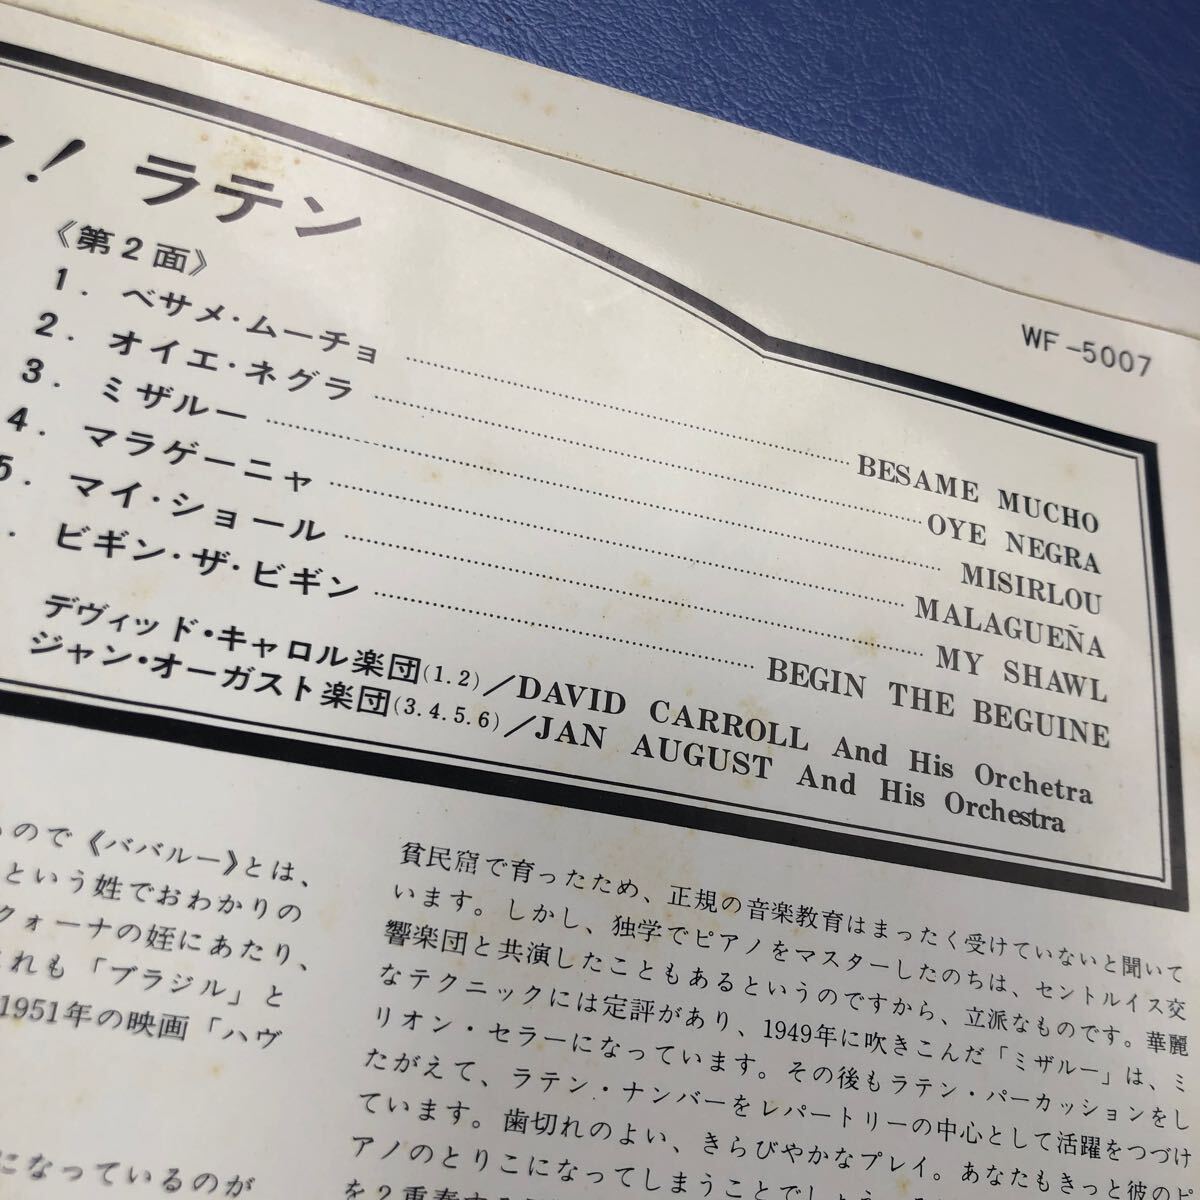 ! ラテン
WF-5007
《第2面》
1. ベサメ・ムーチョ BESAME MUCHO
2. オイエ・ネグラ OYE NEGRA
3. ミザルー MISIRLOU
4. マラゲーニャ MALAGUEÑA
5. マイ・ショール MY SHAWL
. ビギン・ザ・ビギン BEGIN THE BEGUINE
デヴィッド・キャロル楽団(1.2)/DAVID CARROLL And His Orchetra
ジャン・オーガスト楽団(3.4.5.6)/JAN AUGUST And His Orchestra
ので《ババルー》とは、
という姓でおわかりの
クォーナの姪にあたり、
れも「ブラジル」と
1951年の映画「ハヴ
になっているのが
貧民窟で育ったため、正規の音楽教育はまったく受けていないと聞いて
います。しかし、独学でピアノをマスターしたのちは、セントルイス交
響楽団と共演したこともあるというのですから、立派なものです。華麗
なテクニックには定評があり、1949年に吹きこんだ「ミザルー」は、ミ
リオン・セラーになっています。その後もラテン・パーカッションをし
たがえて、ラテン・ナンバーをレパートリーの中心として活躍をつづけ
ています。歯切れのよい、きらびやかなプレイ。あなたもきっと彼のピ
アノのとりこになってしまうことでしょう。
を2重奏する